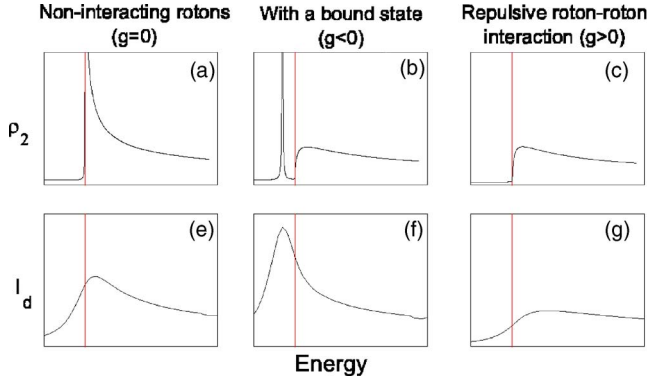 Non-interacting rotons
(g=0)
With a bound state
(g<0)
Repulsive roton-roton
interaction (g>0)
(a)
(b)
(c)
ρ2
(e)
(f)
(g)
Id
Energy